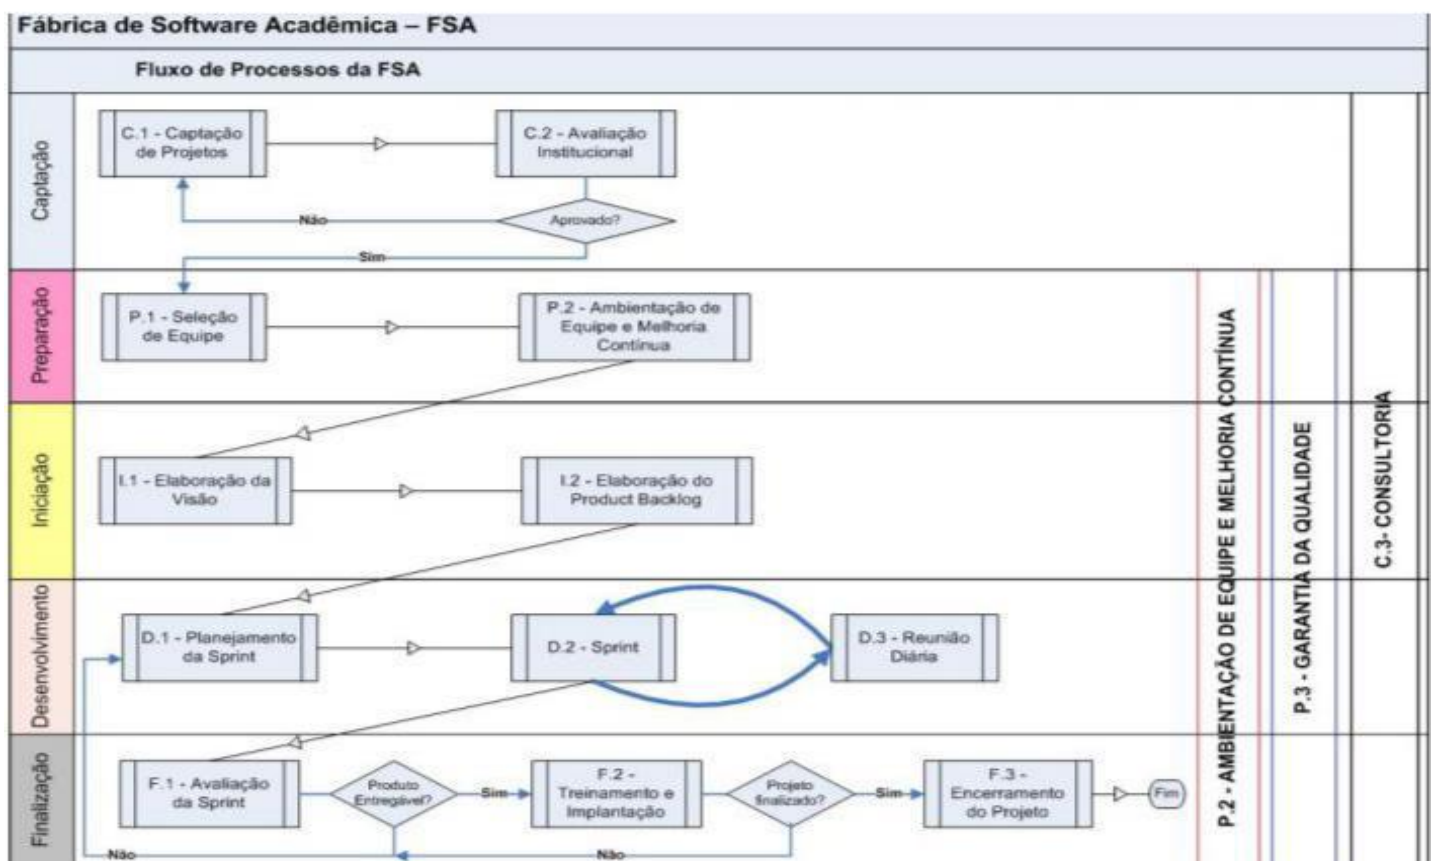 Fábrica de Software Acadêmica – FSA
Fluxo de Processos da FSA
Captação
C.1 - Captação
de Projetos
C.2 - Avaliação
Institucional
Aprovado?
Não
Sim
Preparação
P.1 - Seleção
de Equipe
P.2 - Ambientação de
Equipe e Melhoria
Contínua
Iniciação
I.1 - Elaboração da
Visão
I.2 - Elaboração do
Product Backlog
Desenvolvimento
D.1 - Planejamento
da Sprint
D.2 - Sprint
D.3 - Reunião
Diária
Finalização
F.1 - Avaliação
da Sprint
Produto
Entregável?
Sim
F.2 -
Treinamento e
Implantação
Projeto
finalizado?
Sim
F.3 -
Encerramento
do Projeto
Fim
Não
Não
P.2 - AMBIENTAÇÃO DE EQUIPE E MELHORIA CONTÍNUA
P.3 - GARANTIA DA QUALIDADE
C.3- CONSULTORIA